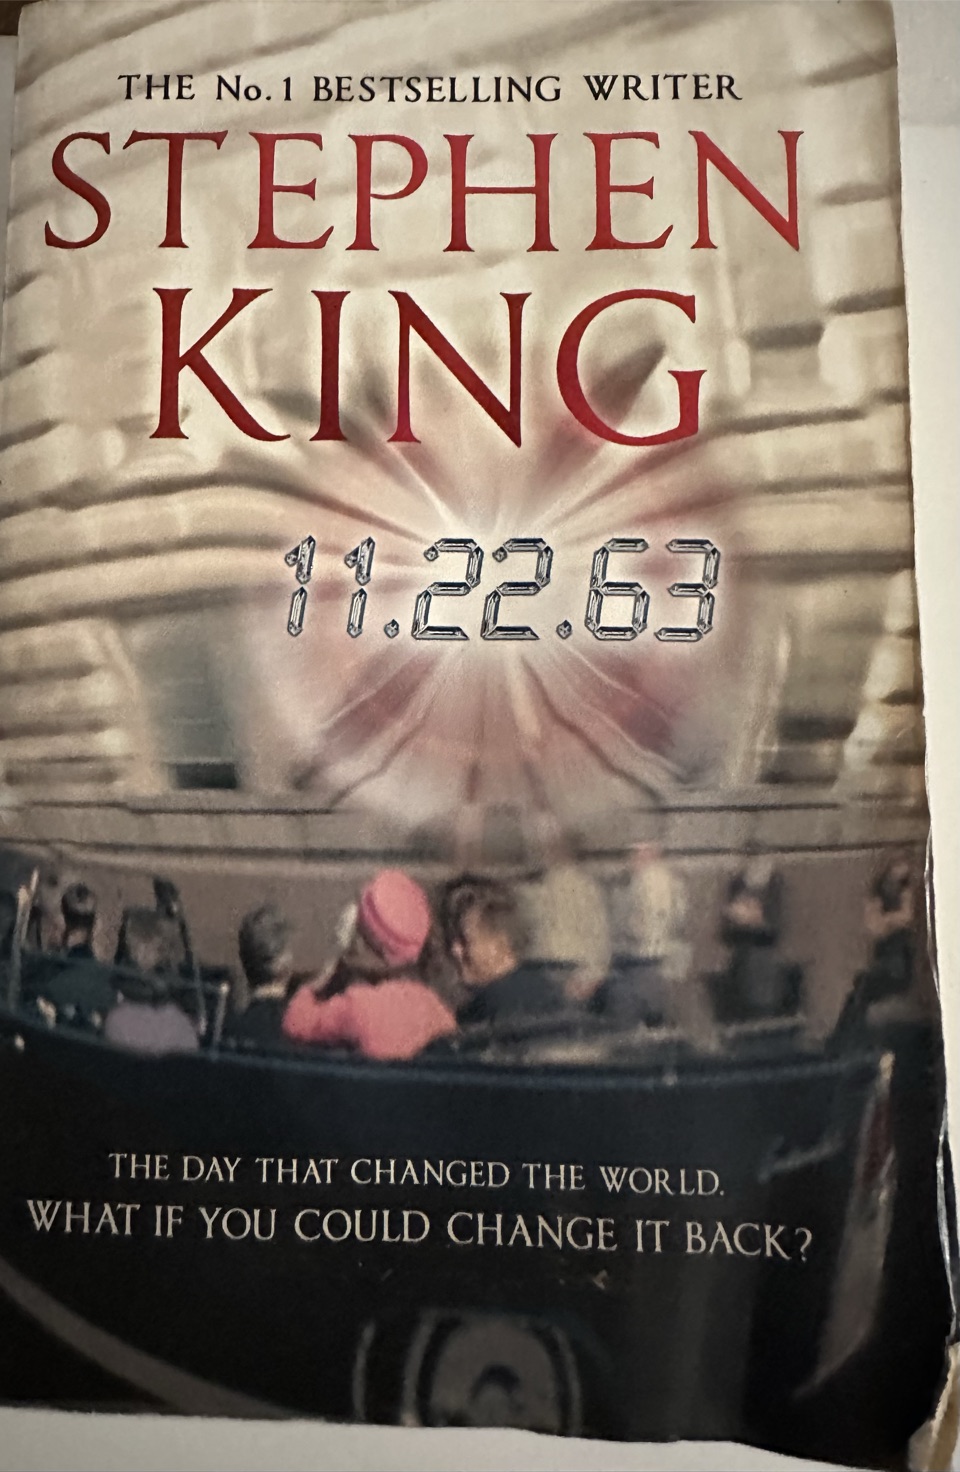 THE No. 1 BESTSELLING WRITER
STEPHEN
KING
11.22.63
THE DAY THAT CHANGED THE WORLD.
WHAT IF YOU COULD CHANGE IT BACK?